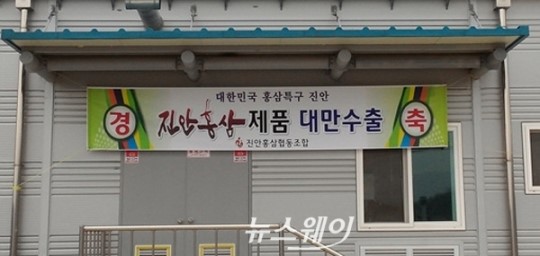 대한민국 홍삼특구 진안
경 진안홍삼 제품 대만수출 축
진안홍삼협동조합
뉴스웨이